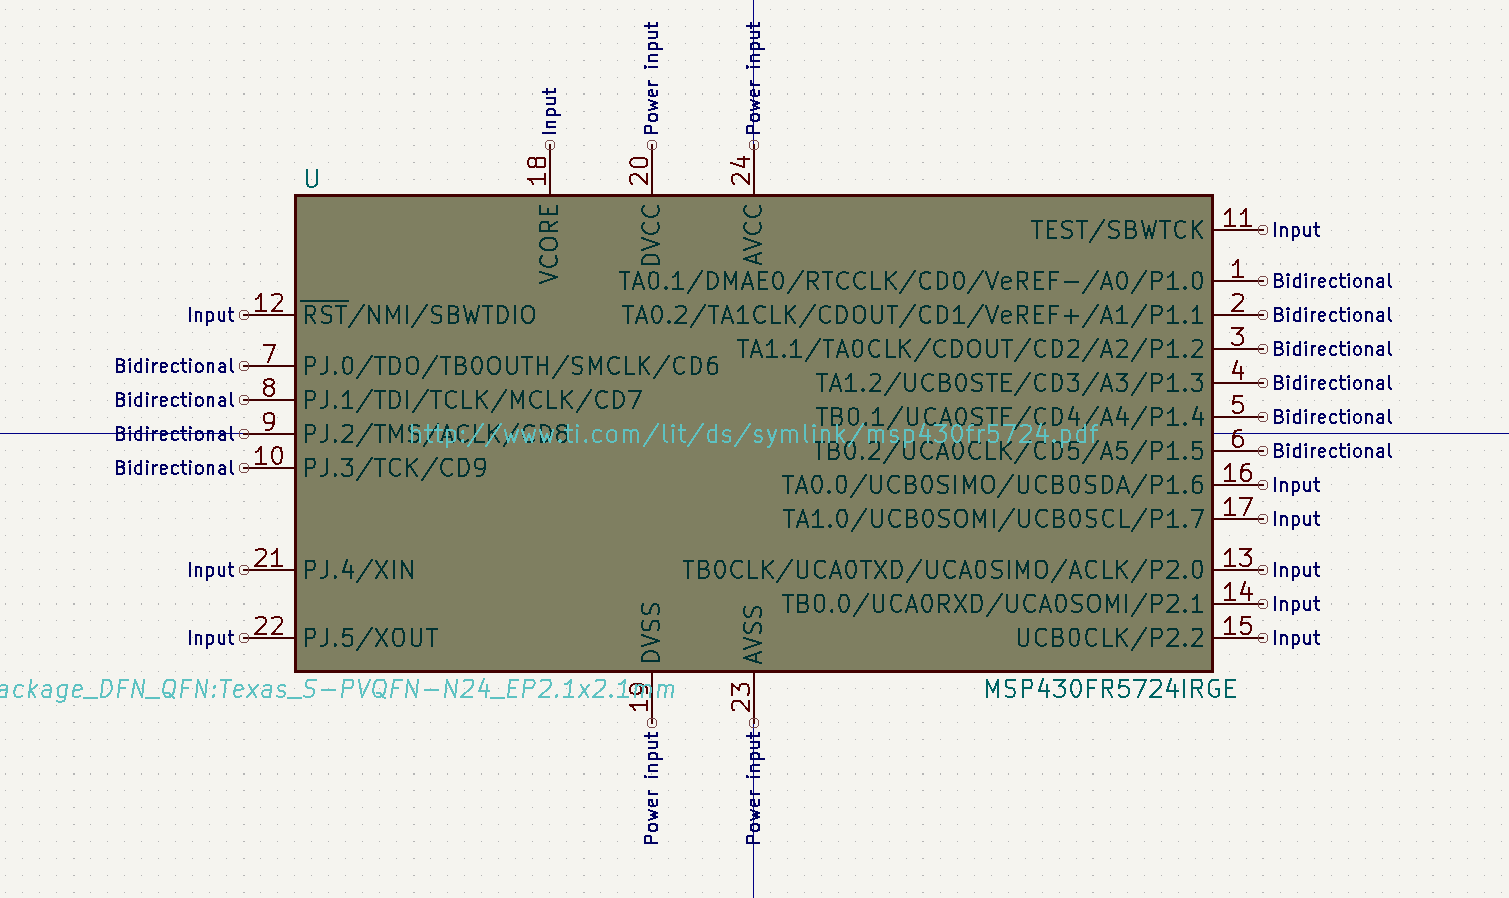 Input
Power input
Power input
18
20
24
U
VCORE
DVCC
AVCC
TEST/SBWTCK 11 Input
TA0.1/DMAE0/RTCCLK/CD0/VeREF-/A0/P1.0 1 Bidirectional
Input 12 RST/NMI/SBWTDIO
TA0.2/TA1CLK/CDOUT/CD1/VeREF+/A1/P1.1 2 Bidirectional
TA1.1/TA0CLK/CDOUT/CD2/A2/P1.2 3 Bidirectional
Bidirectional 7 PJ.0/TDO/TB0OUTH/SMCLK/CD6
TA1.2/UCB0STE/CD3/A3/P1.3 4 Bidirectional
Bidirectional 8 PJ.1/TDI/TCLK/MCLK/CD7
TB0.1/UCA0STE/CD4/A4/P1.4 5 Bidirectional
Bidirectional 9 PJ.2/TMS/ACLK/CD8
http://www.ti.com/lit/ds/symlink/msp430fr5724.pdf
TB0.2/UCA0CLK/CD5/A5/P1.5 6 Bidirectional
Bidirectional 10 PJ.3/TCK/CD9
TA0.0/UCB0SIMO/UCB0SDA/P1.6 16 Input
TA1.0/UCB0SOMI/UCB0SCL/P1.7 17 Input
Input 21 PJ.4/XIN
TB0CLK/UCA0TXD/UCA0SIMO/ACLK/P2.0 13 Input
TB0.0/UCA0RXD/UCA0SOMI/P2.1 14 Input
Input 22 PJ.5/XOUT
UCB0CLK/P2.2 15 Input
DVSS
AVSS
ackage_DFN_QFN:Texas_S-PVQFN-N24_EP2.1x2.1mm
MSP430FR5724IRGE
19
23
Power input
Power input